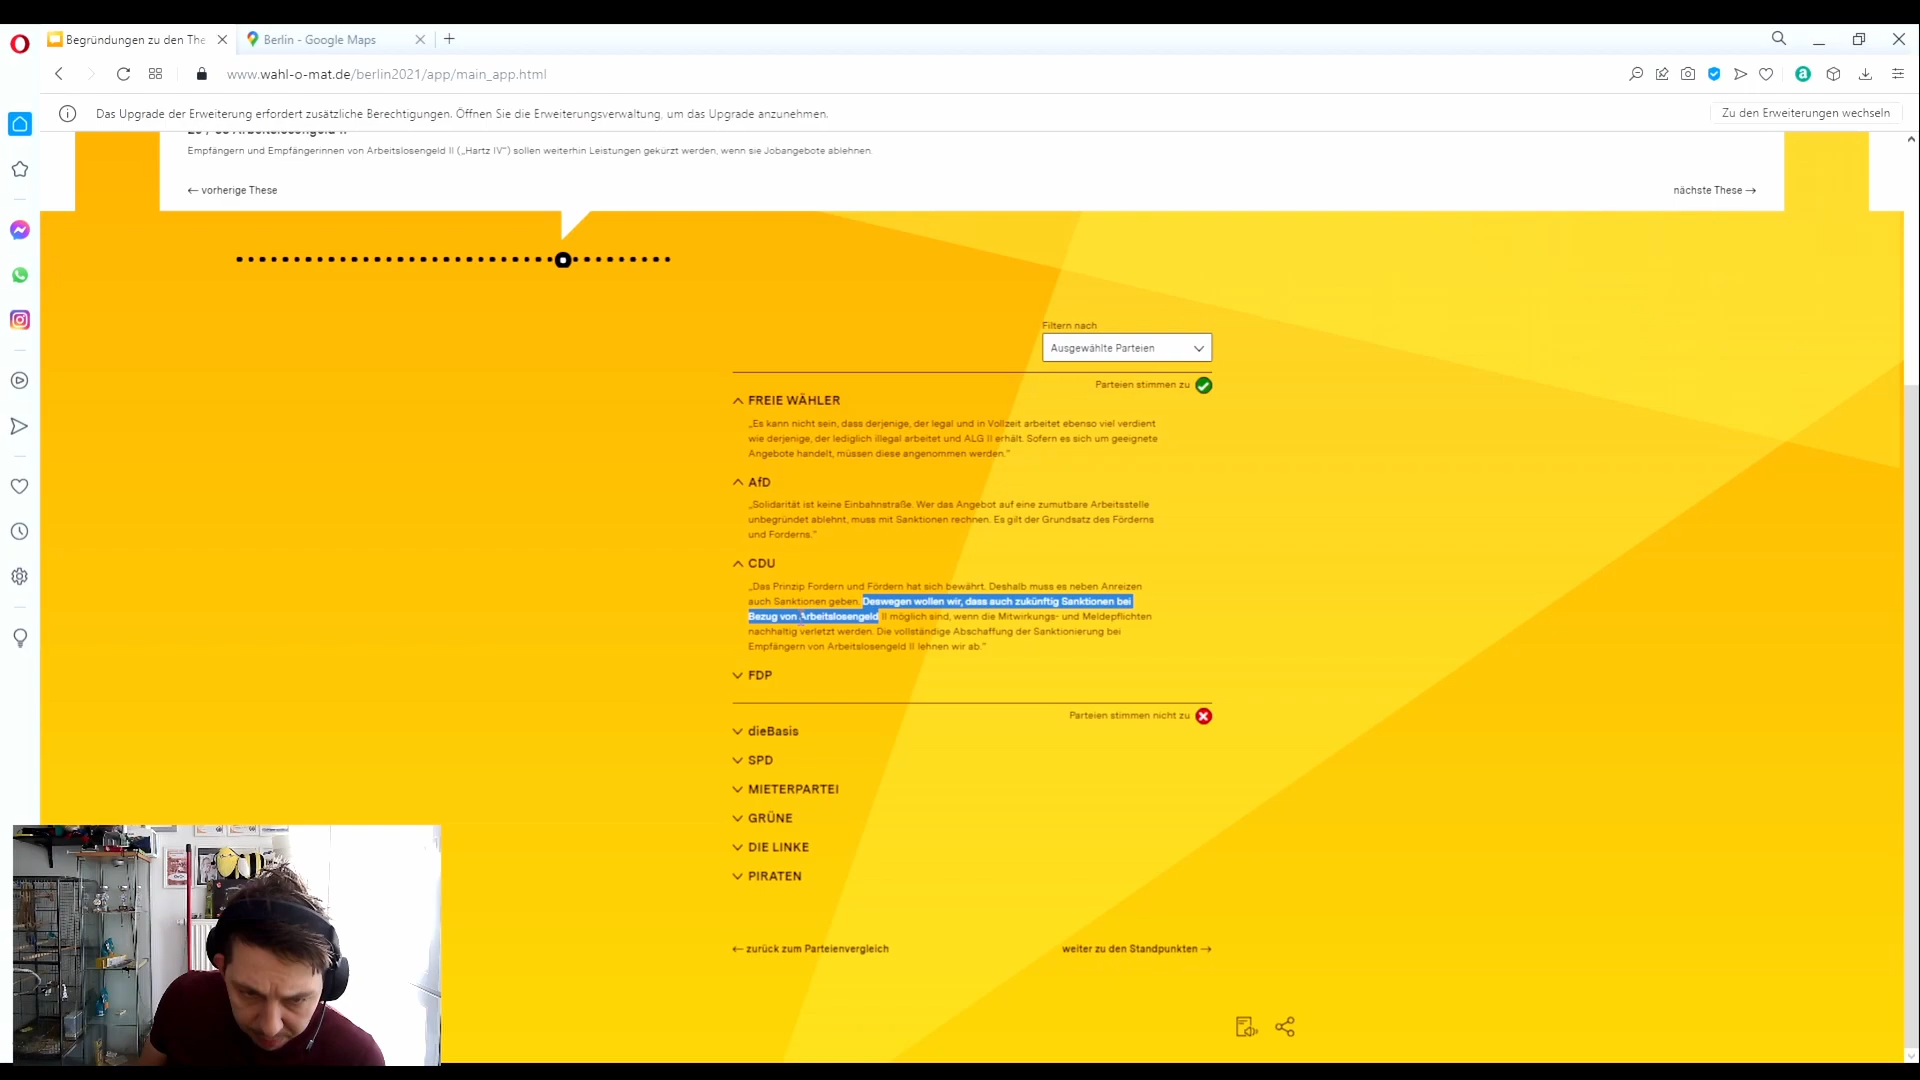 Begründungen zu den The
Berlin - Google Maps
www.wahl-o-mat.de/berlin2021/app/main_app.html
Das Upgrade der Erweiterung erfordert zusätzliche Berechtigungen. Öffnen Sie die Erweiterungsverwaltung, um das Upgrade anzunehmen.
Zu den Erweiterungen wechseln
Empfängern und Empfängerinnen von Arbeitslosengeld II („Hartz IV") sollen weiterhin Leistungen gekürzt werden, wenn sie Jobangebote ablehnen.
← vorherige These
nächste These →
Filtern nach
Ausgewählte Parteien
Parteien stimmen zu
FREIE WÄHLER
„Es kann nicht sein, dass derjenige, der legal und in Vollzeit arbeitet ebenso viel verdient
wie derjenige, der lediglich illegal arbeitet und ALG II erhält. Sofern es sich um geeignete
Angebote handelt, müssen diese angenommen werden."
AfD
„Solidarität ist keine Einbahnstraße. Wer das Angebot auf eine zumutbare Arbeitsstelle
unbegründet ablehnt, muss mit Sanktionen rechnen. Es gilt der Grundsatz des Förderns
und Forderns."
CDU
„Das Prinzip Fordern und Fördern hat sich bewährt. Deshalb muss es neben Anreizen
auch Sanktionen geben. Deswegen wollen wir, dass auch zukünftig Sanktionen bei
Bezug von Arbeitslosengeld II möglich sind, wenn die Mitwirkungs- und Meldepflichten
nachhaltig verletzt werden. Die vollständige Abschaffung der Sanktionierung bei
Empfängern von Arbeitslosengeld II lehnen wir ab."
FDP
Parteien stimmen nicht zu
dieBasis
SPD
MIETERPARTEI
GRÜNE
DIE LINKE
PIRATEN
← zurück zum Parteienvergleich
weiter zu den Standpunkten →